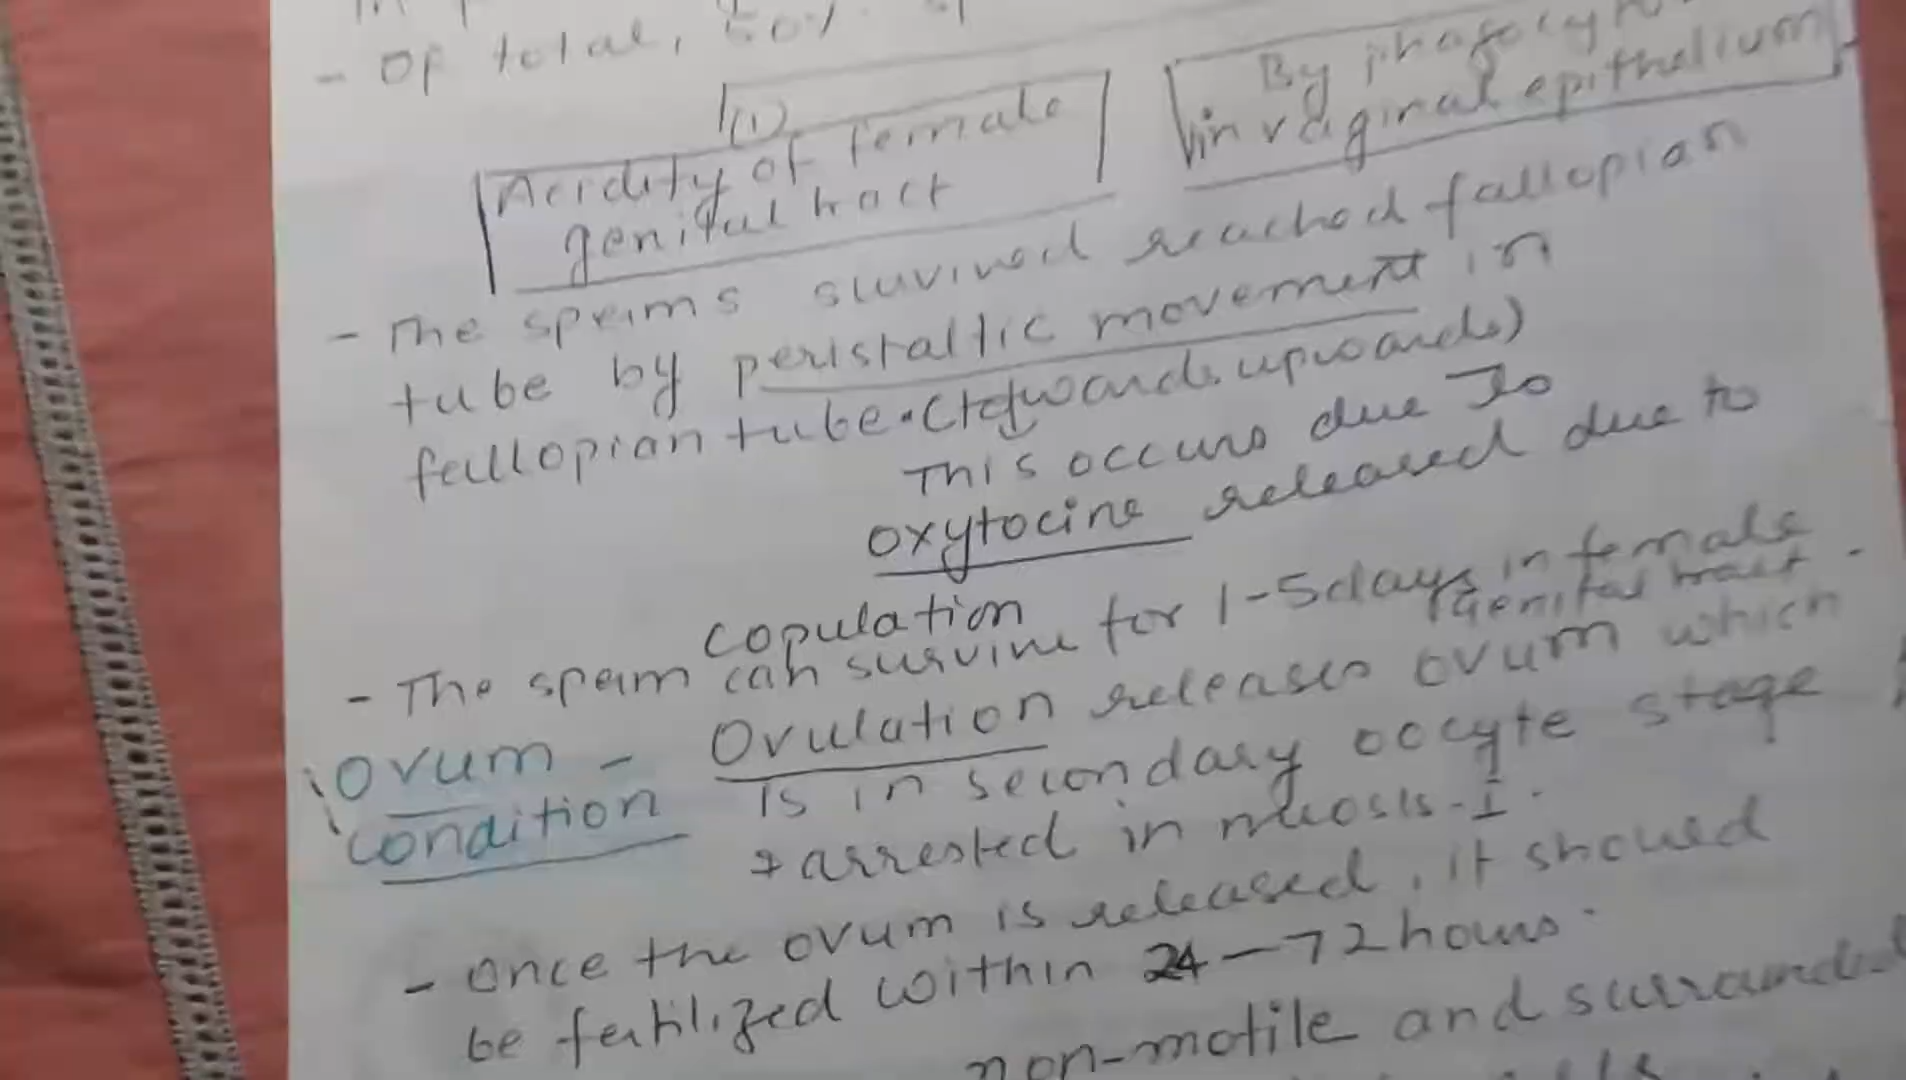 - Of total, 50%
(1)
Acidity of female
genital tract
By phagocy
in vaginal epithelium
- The sperms survived reached fallopian
tube by peristaltic movement in
fallopian tube. (towards upwards)
This occurs due to
oxytocine released due to
copulation
- The sperm can survive for 1-5days in female
genital tract.
Ovum - Ovulation releases ovum which
condition is in secondary oocyte stage
+ arrested in meiosis-I.
- Once the ovum is released, it should
be fertilized within 24-72 hours.
non-motile and surrounded